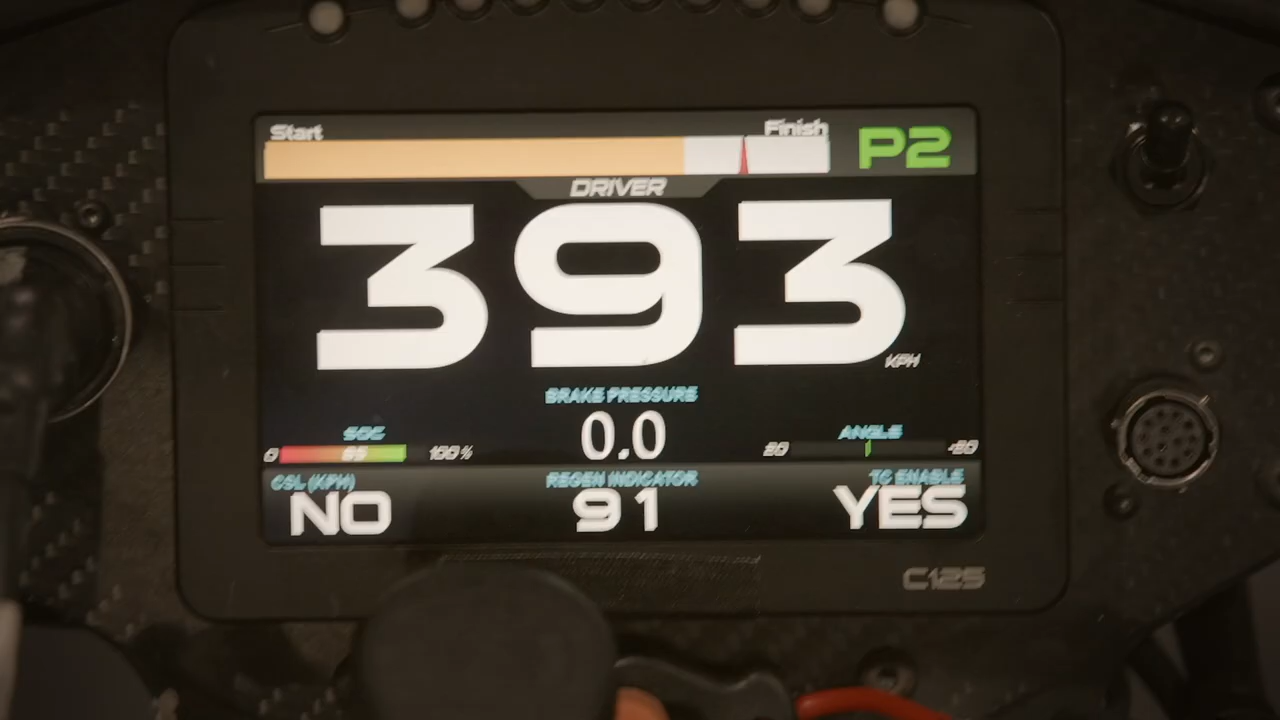 Start
Finish
P2
DRIVER
393
KPH
BRAKE PRESSURE
0.0
SOC
0
100%
ANGLE
20
-20
CSL (KPH)
NO
REGEN INDICATOR
91
TC ENABLE
YES
C125